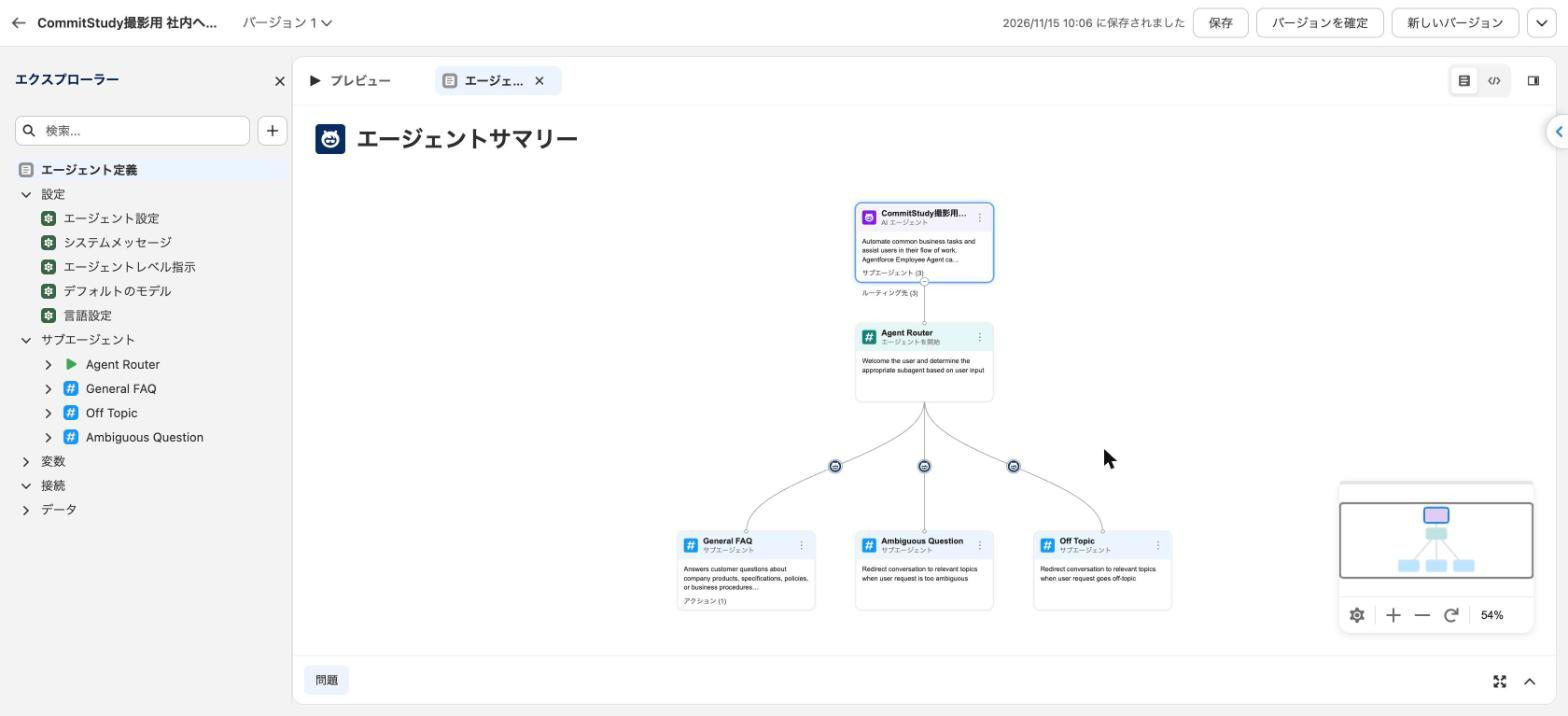 CommitStudy撮影用 社内ヘ...
バージョン 1
2026/11/15 10:06 に保存されました
保存
バージョンを確定
新しいバージョン
エクスプローラー
検索...
エージェント定義
設定
エージェント設定
システムメッセージ
エージェントレベル指示
デフォルトのモデル
言語設定
サブエージェント
Agent Router
General FAQ
Off Topic
Ambiguous Question
変数
接続
データ
プレビュー
エージェ...
エージェントサマリー
CommitStudy撮影用...
AI エージェント
Automate common business tasks and
assist users in their flow of work.
Agentforce Employee Agent ca...
サブエージェント (3)
ルーティング先 (3)
Agent Router
エージェントを開始
Welcome the user and determine the
appropriate subagent based on user input
General FAQ
サブエージェント
Answers customer questions about
company products, specifications, policies,
or business procedures...
アクション (1)
Ambiguous Question
サブエージェント
Redirect conversation to relevant topics
when user request is too ambiguous
Off Topic
サブエージェント
Redirect conversation to relevant topics
when user request goes off-topic
54%
問題